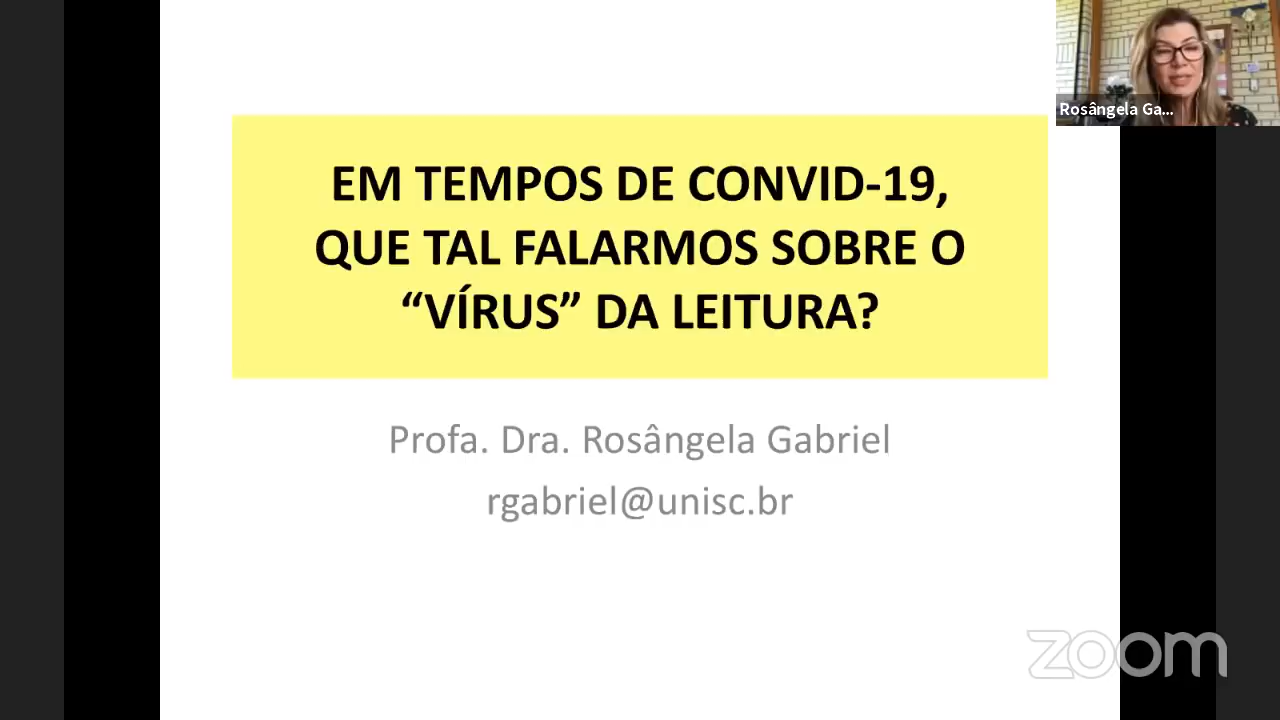 Rosângela Ga...
EM TEMPOS DE CONVID-19,
QUE TAL FALARMOS SOBRE O
“VÍRUS” DA LEITURA?
Profa. Dra. Rosângela Gabriel
rgabriel@unisc.br
zoom